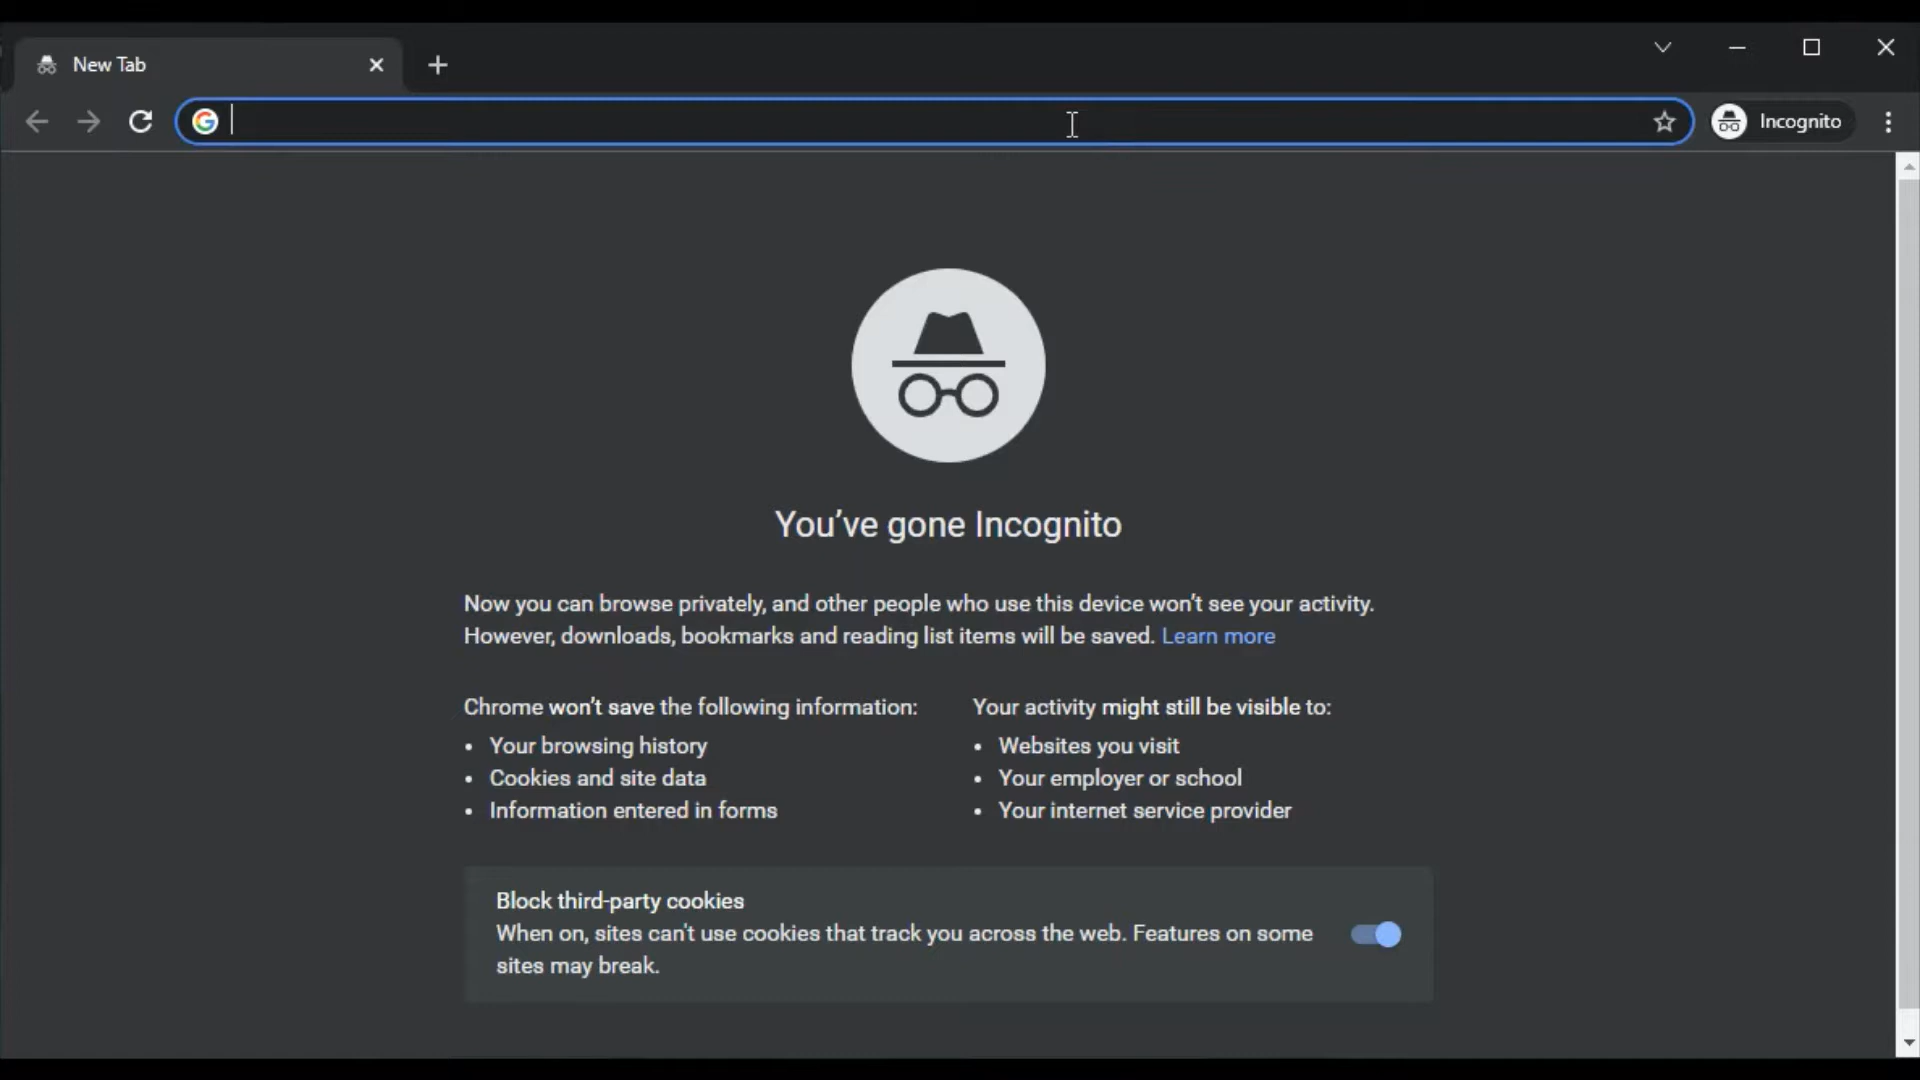 New Tab
Incognito
You've gone Incognito
Now you can browse privately, and other people who use this device won't see your activity.
However, downloads, bookmarks and reading list items will be saved. Learn more
Chrome won't save the following information:
• Your browsing history
• Cookies and site data
• Information entered in forms
Your activity might still be visible to:
• Websites you visit
• Your employer or school
• Your internet service provider
Block third-party cookies
When on, sites can't use cookies that track you across the web. Features on some
sites may break.